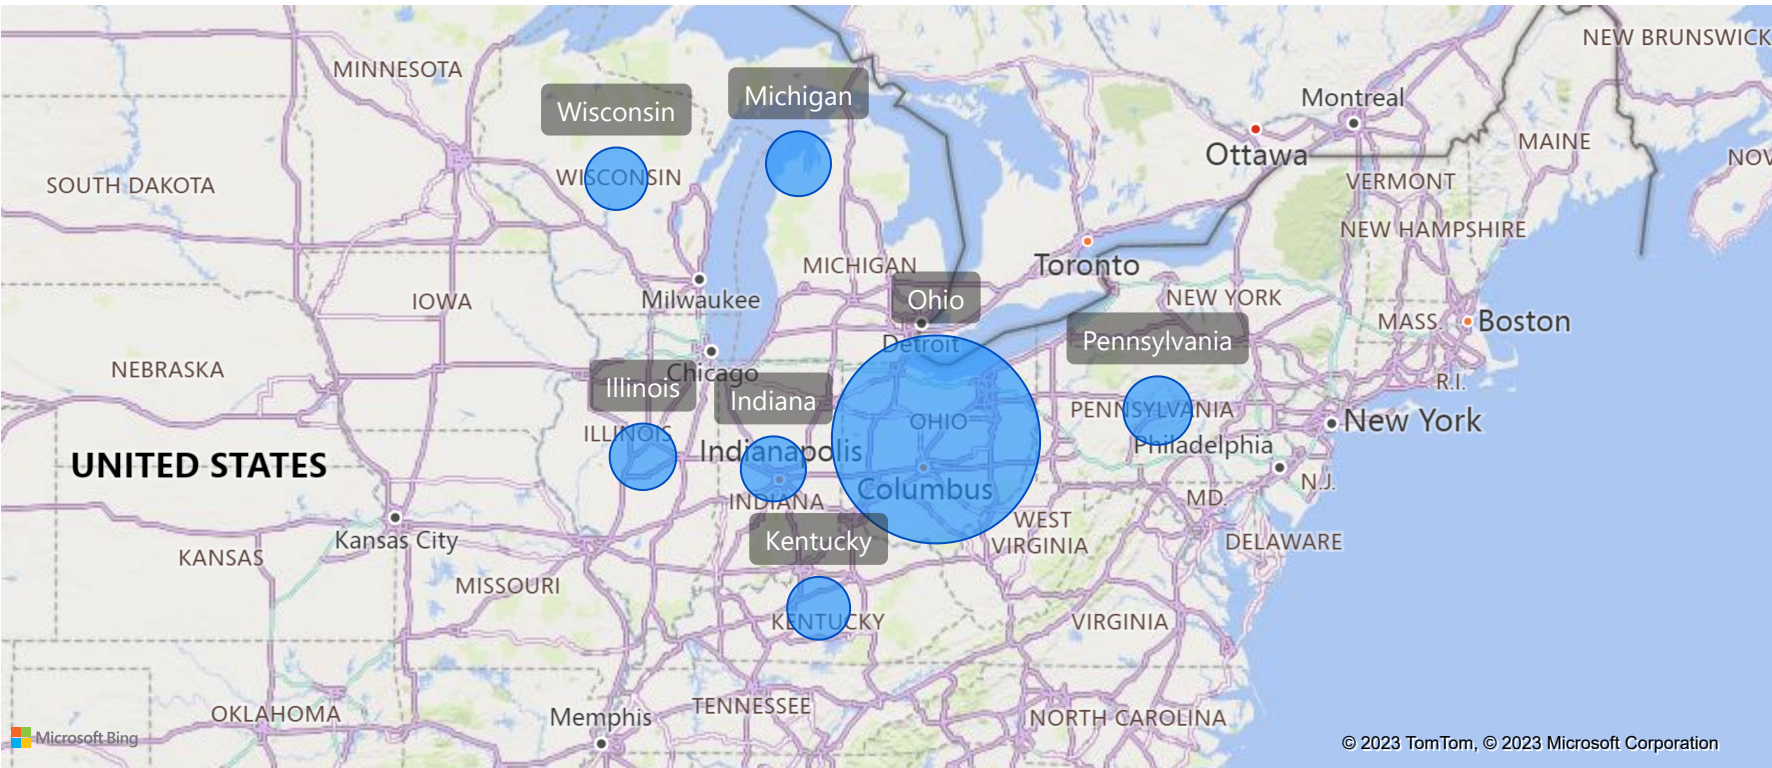 NEW BRUNSWICK
MINNESOTA
Wisconsin
Michigan
Montreal
Ottawa
MAINE
NOV
SOUTH DAKOTA
WISCONSIN
VERMONT
NEW HAMPSHIRE
MICHIGAN
Toronto
IOWA
Milwaukee
Ohio
NEW YORK
MASS.
Boston
Detroit
Pennsylvania
NEBRASKA
Chicago
Illinois
Indiana
R.I.
ILLINOIS
OHIO
PENNSYLVANIA
New York
UNITED STATES
Indianapolis
Philadelphia
Columbus
INDIANA
MD.
N.J.
Kansas City
Kentucky
WEST
VIRGINIA
DELAWARE
KANSAS
MISSOURI
KENTUCKY
VIRGINIA
OKLAHOMA
Memphis
TENNESSEE
NORTH CAROLINA
Microsoft Bing
© 2023 TomTom, © 2023 Microsoft Corporation